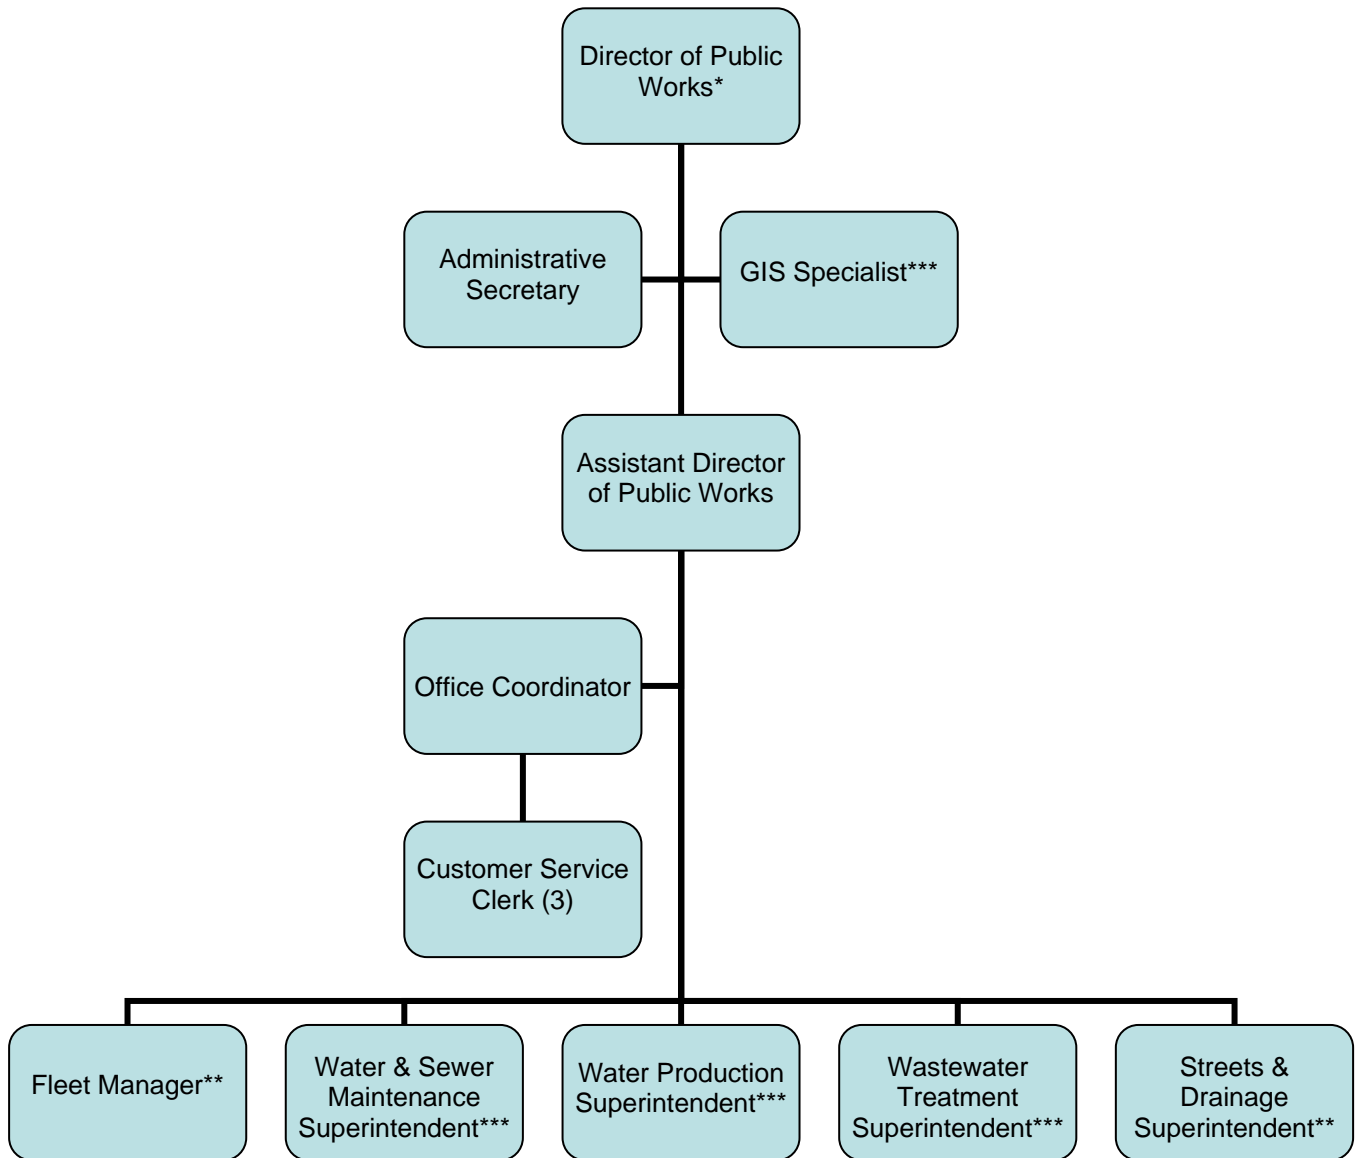 Director of Public
Works*
Administrative
Secretary
GIS Specialist***
Assistant Director
of Public Works
Office Coordinator
Customer Service
Clerk (3)
Fleet Manager**
Water & Sewer
Maintenance
Superintendent***
Water Production
Superintendent***
Wastewater
Treatment
Superintendent***
Streets &
Drainage
Superintendent**